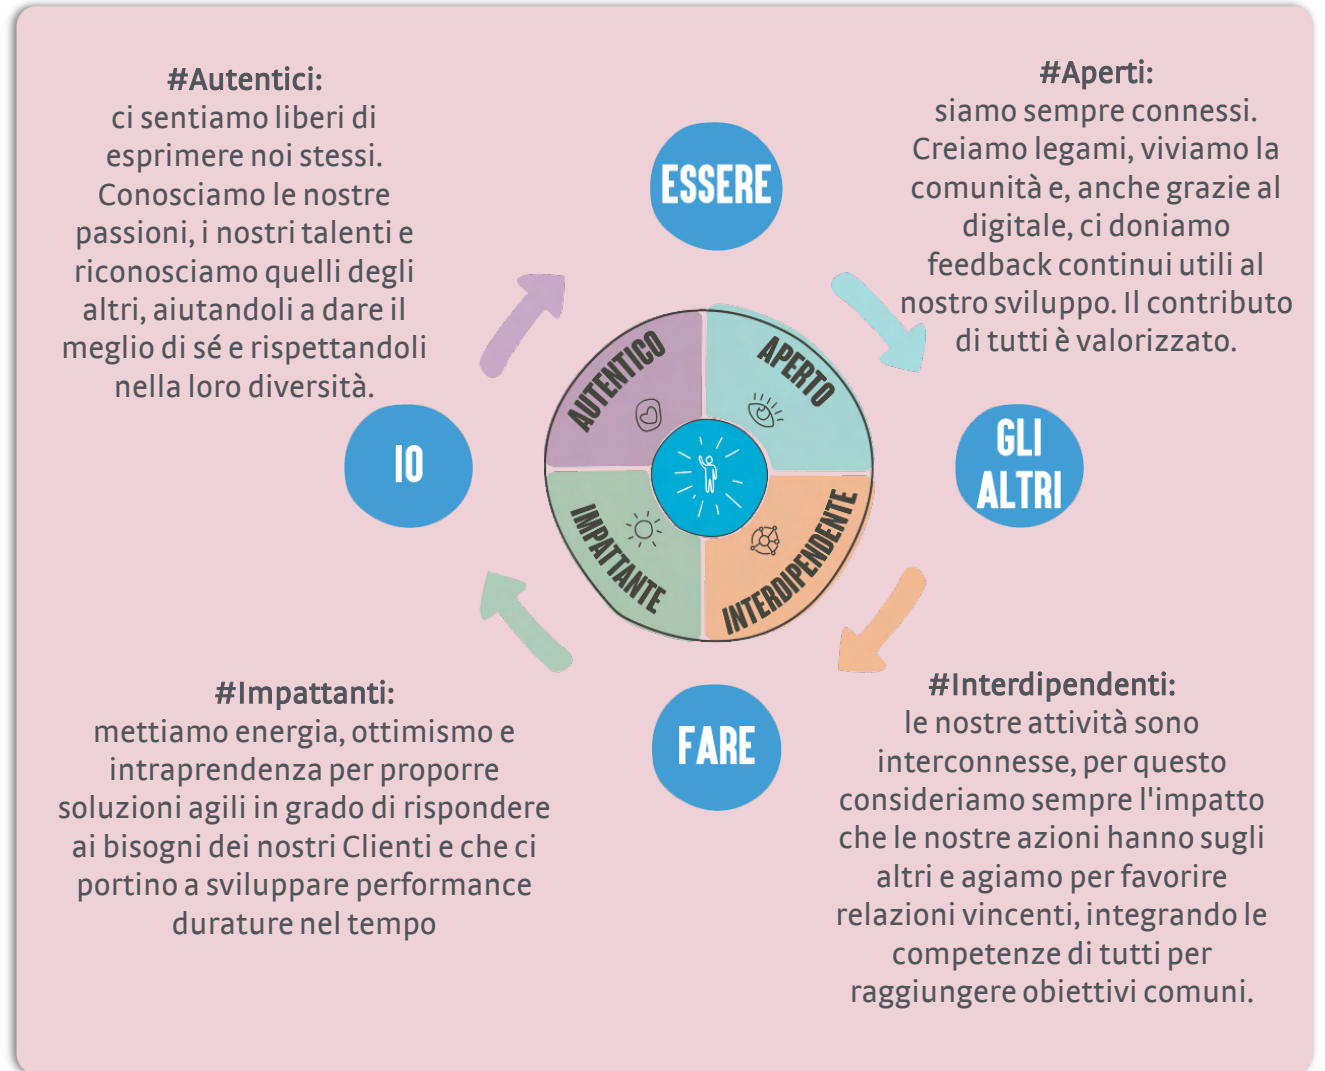 #Autentici:
ci sentiamo liberi di
esprimere noi stessi.
Conosciamo le nostre
passioni, i nostri talenti e
riconosciamo quelli degli
altri, aiutandoli a dare il
meglio di sé e rispettandoli
nella loro diversità.
#Aperti:
siamo sempre connessi.
Creiamo legami, viviamo la
comunità e, anche grazie al
digitale, ci doniamo
feedback continui utili al
nostro sviluppo. Il contributo
di tutti è valorizzato.
ESSERE
AUTENTICO
APERTO
IO
GLI
ALTRI
IMPATTANTE
INTERDIPENDENTE
FARE
#Impattanti:
mettiamo energia, ottimismo e
intraprendenza per proporre
soluzioni agili in grado di rispondere
ai bisogni dei nostri Clienti e che ci
portino a sviluppare performance
durature nel tempo
#Interdipendenti:
le nostre attività sono
interconnesse, per questo
consideriamo sempre l'impatto
che le nostre azioni hanno sugli
altri e agiamo per favorire
relazioni vincenti, integrando le
competenze di tutti per
raggiungere obiettivi comuni.